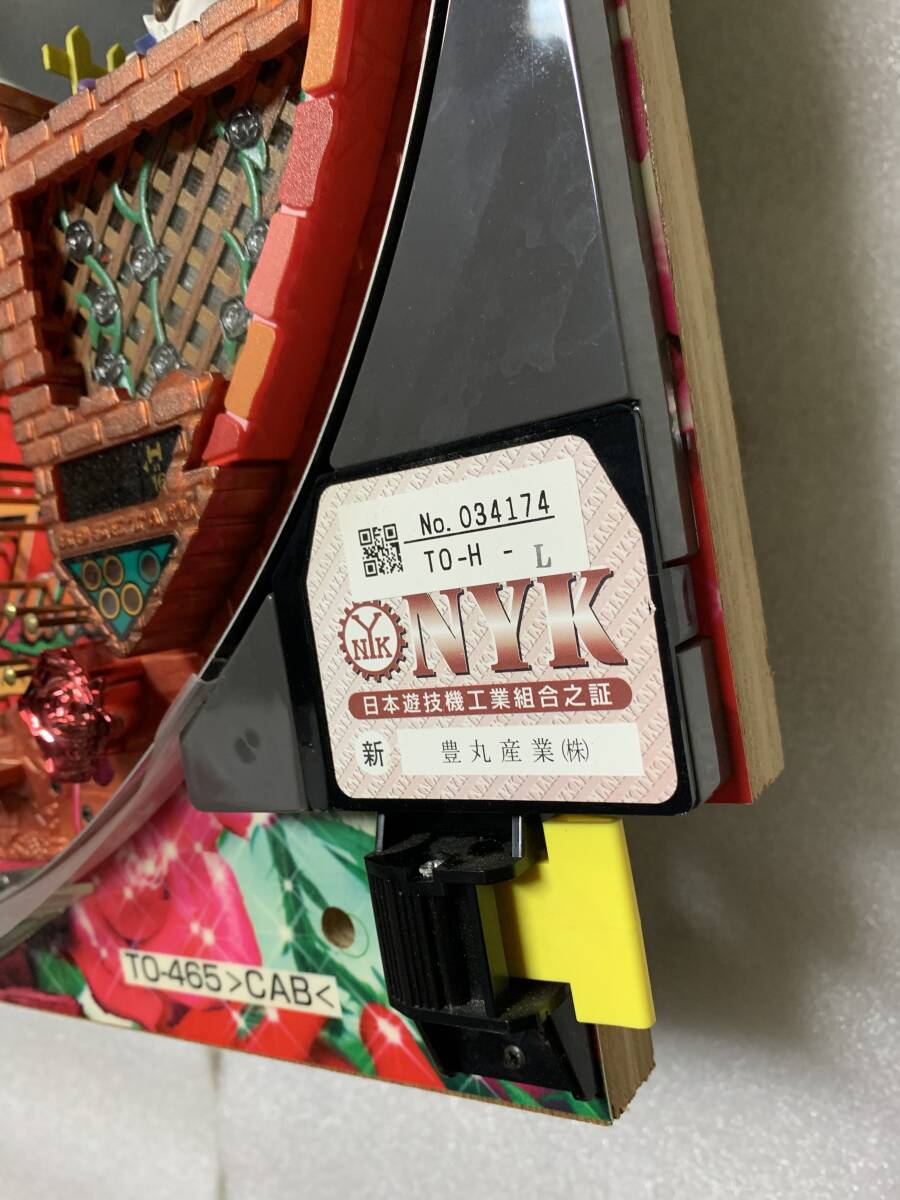 No. 034174
TO-H - L
NYK
NYK
日本遊技機工業組合之証
新
豊丸産業(株)
TO-465>CAB<